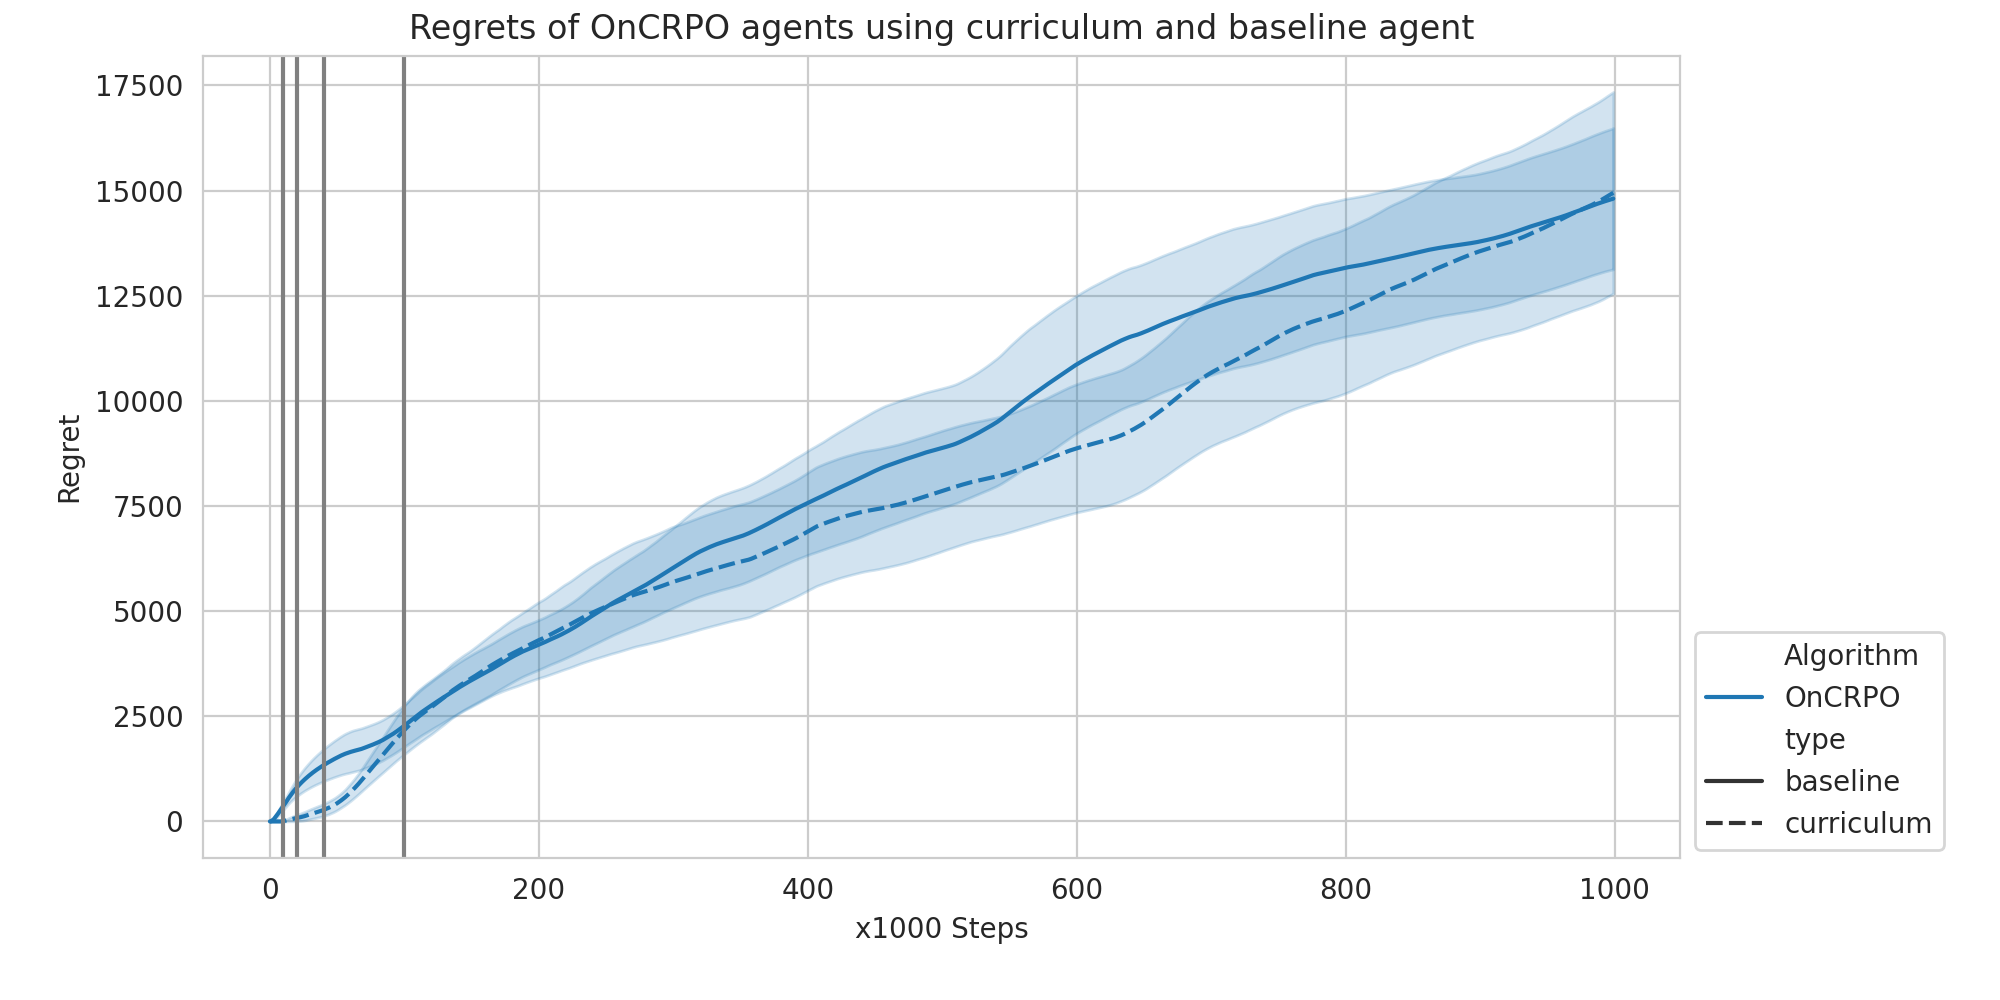 Regrets of OnCRPO agents using curriculum and baseline agent
17500
15000
12500
10000
7500
5000
2500
0
Regret
0 200 400 600 800 1000
x1000 Steps
Algorithm
OnCRPO
type
baseline
curriculum